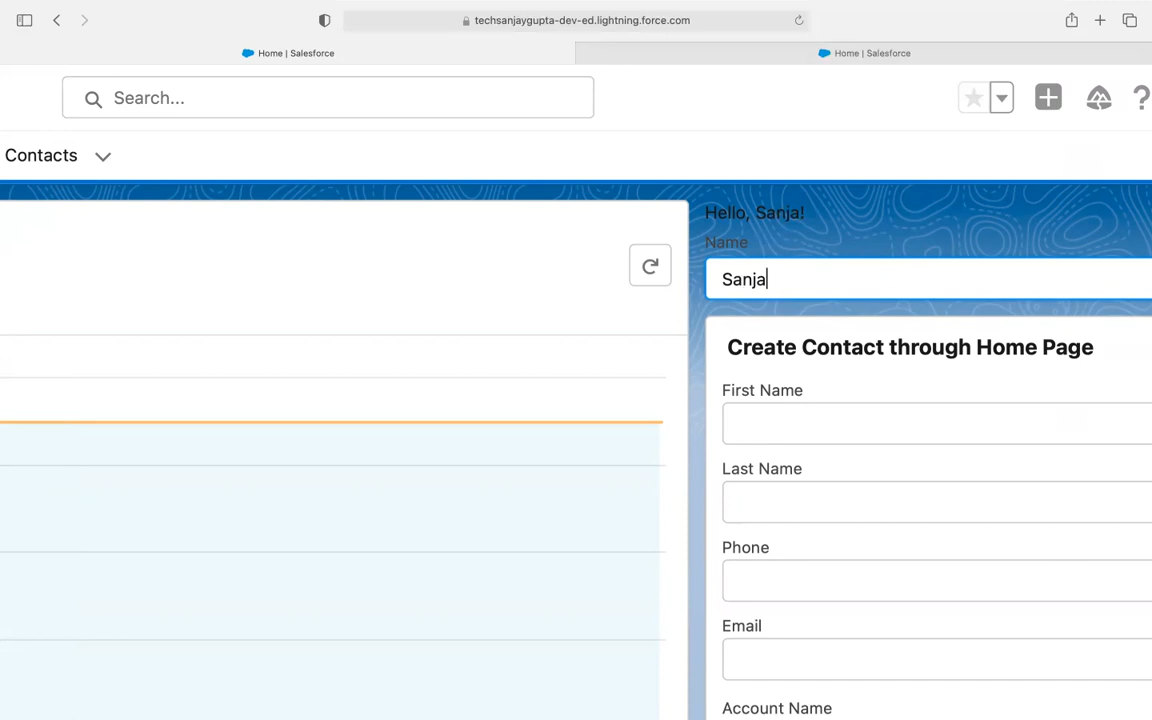 techsanjaygupta-dev-ed.lightning.force.com
Home | Salesforce
Home | Salesforce
Search...
Contacts
Hello, Sanja!
Name
Sanja
Create Contact through Home Page
First Name
Last Name
Phone
Email
Account Name